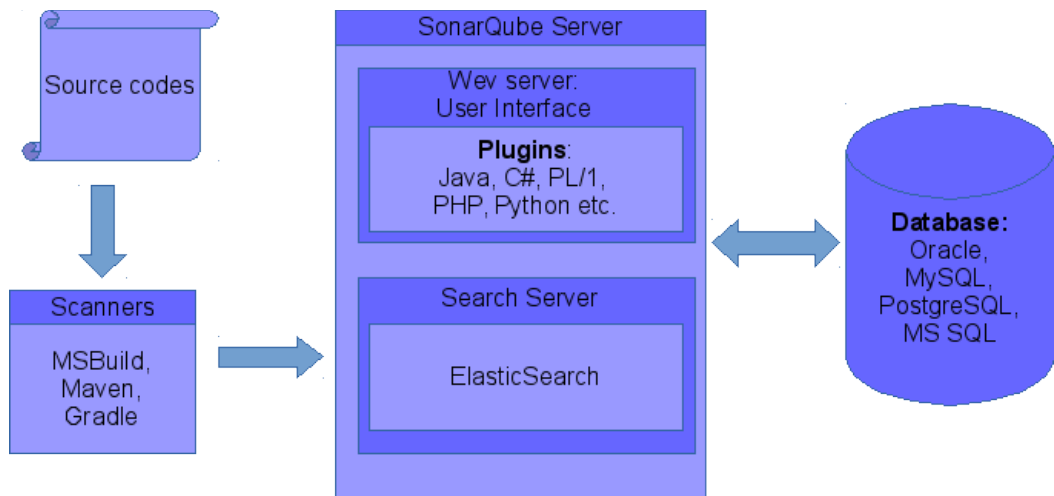 Source codes
Scanners
MSBuild,
Maven,
Gradle
SonarQube Server
Wev server:
User Interface
Plugins:
Java, C#, PL/1,
PHP, Python etc.
Search Server
ElasticSearch
Database:
Oracle,
MySQL,
PostgreSQL,
MS SQL